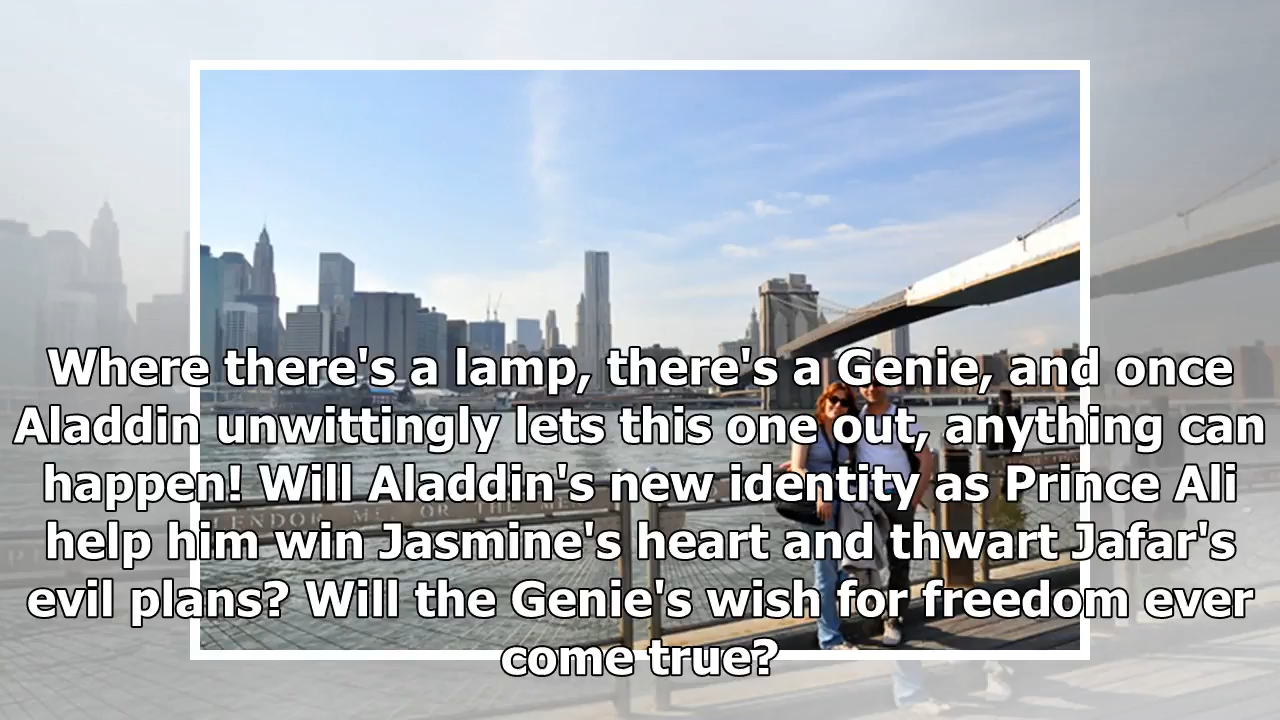 Where there's a lamp, there's a Genie, and once
Aladdin unwittingly lets this one out, anything can
happen! Will Aladdin's new identity as Prince Ali
help him win Jasmine's heart and thwart Jafar's
evil plans? Will the Genie's wish for freedom ever
come true?